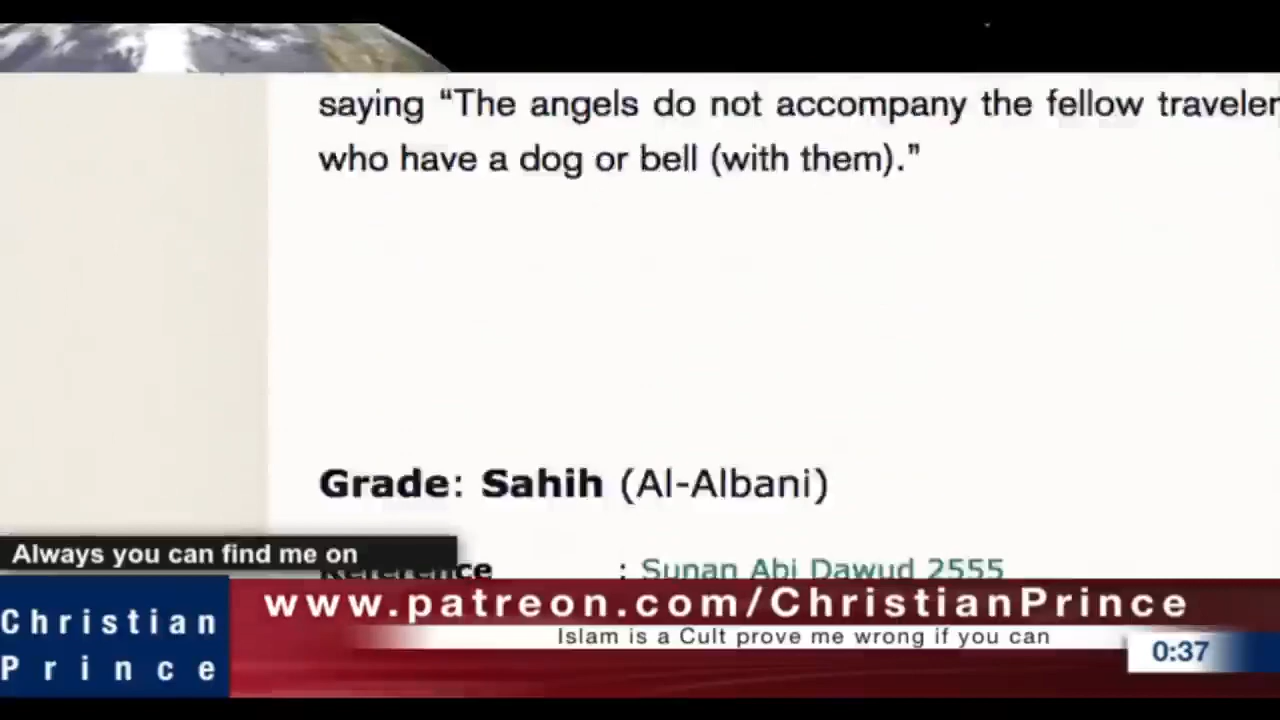 saying “The angels do not accompany the fellow traveler
who have a dog or bell (with them).”
Grade: Sahih (Al-Albani)
Always you can find me on
Reference : Sunan Abi Dawud 2555
www.patreon.com/ChristianPrince
Christian
Prince
Islam is a Cult prove me wrong if you can
0:37